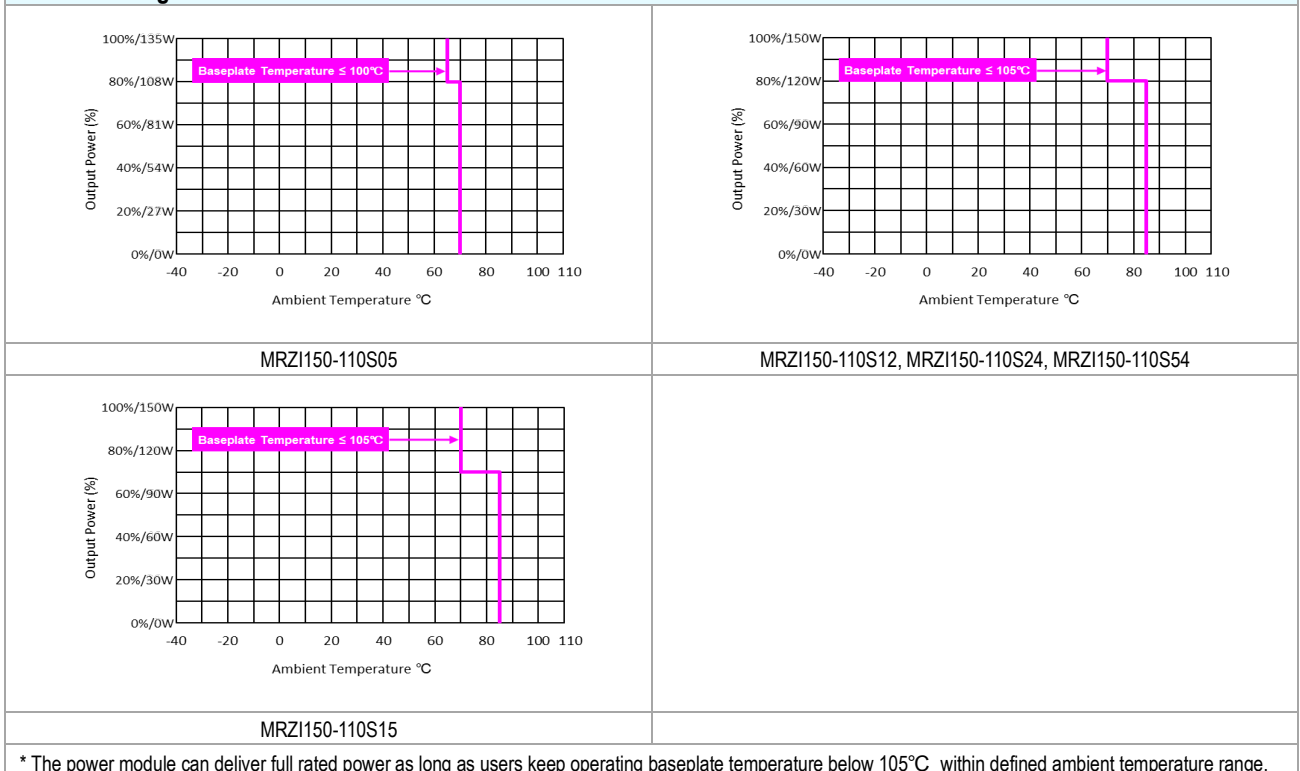 100%/135W
80%/108W
60%/81W
40%/54W
20%/27W
0%/0W
Output Power (%)
Baseplate Temperature ≤ 100℃
-40 -20 0 20 40 60 80 100 110
Ambient Temperature ℃
100%/150W
80%/120W
60%/90W
40%/60W
20%/30W
0%/0W
Output Power (%)
Baseplate Temperature ≤ 105℃
-40 -20 0 20 40 60 80 100 110
Ambient Temperature ℃
MRZI150-110S05
MRZI150-110S12, MRZI150-110S24, MRZI150-110S54
100%/150W
80%/120W
60%/90W
40%/60W
20%/30W
0%/0W
Output Power (%)
Baseplate Temperature ≤ 105℃
-40 -20 0 20 40 60 80 100 110
Ambient Temperature ℃
MRZI150-110S15
* The power module can deliver full rated power as long as users keep operating baseplate temperature below 105℃ within defined ambient temperature range.